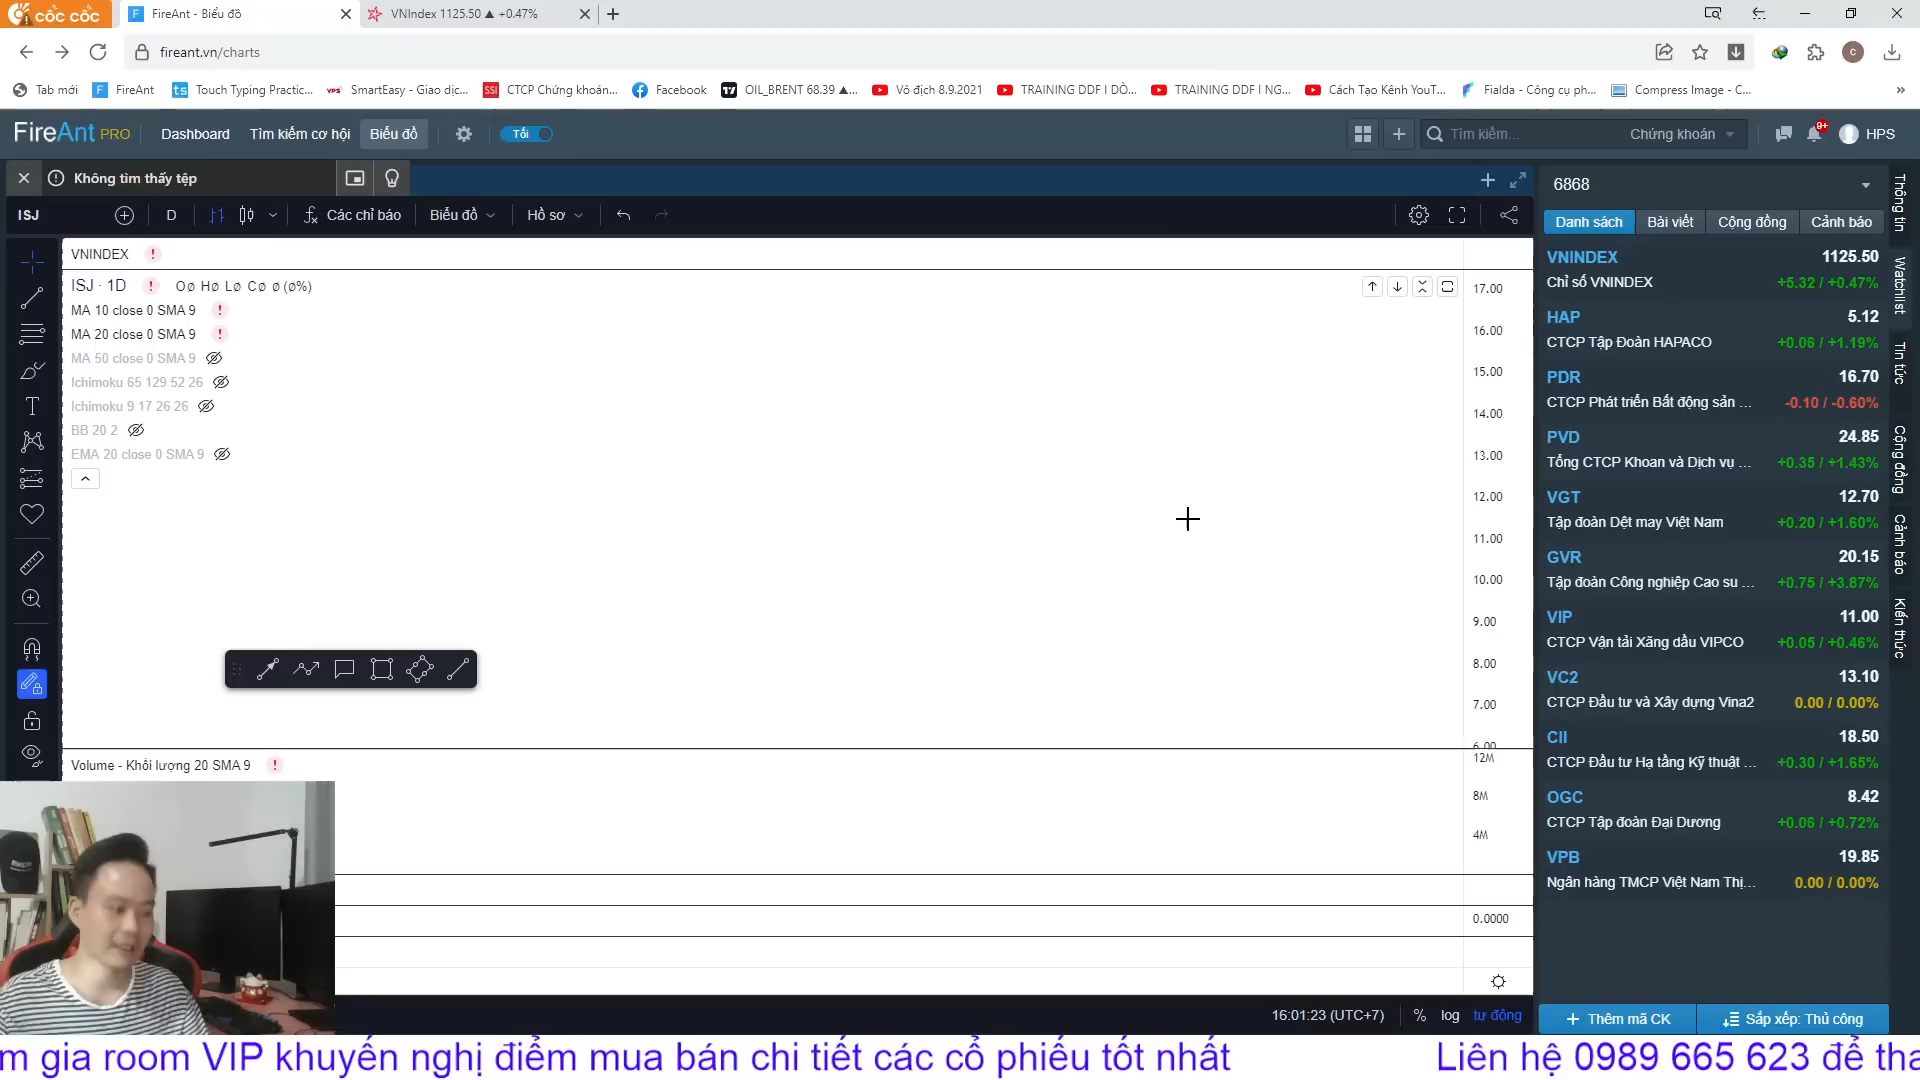 cốc cốc
FireAnt - Biểu đồ
VNIndex 1125.50 ▲ +0.47%
fireant.vn/charts
C
Tab mới
FireAnt
Touch Typing Practic...
SmartEasy - Giao dịc...
CTCP Chứng khoán...
Facebook
OIL_BRENT 68.39 ▲...
Vô địch 8.9.2021
TRAINING DDF I DÒ...
TRAINING DDF I NG...
Cách Tạo Kênh YouT...
Fialda - Công cụ ph...
Compress Image - C...
»
FireAnt PRO
Dashboard
Tìm kiếm cơ hội
Biểu đồ
Tối
Tìm kiếm...
Chứng khoán
9+
HPS
Không tìm thấy tệp
ISJ
D
Các chỉ báo
Biểu đồ
Hồ sơ
VNINDEX
ISJ · 1D
O∅ H∅ L∅ C∅ ∅ (∅%)
MA 10 close 0 SMA 9
MA 20 close 0 SMA 9
MA 50 close 0 SMA 9
Ichimoku 65 129 52 26
Ichimoku 9 17 26 26
BB 20 2
EMA 20 close 0 SMA 9
17.00
16.00
15.00
14.00
13.00
12.00
11.00
10.00
9.00
8.00
7.00
6.00
Volume - Khối lượng 20 SMA 9
12M
8M
4M
0.0000
16:01:23 (UTC+7)
%
log
tự động
6868
Danh sách
Bài viết
Cộng đồng
Cảnh báo
VNINDEX 1125.50
Chỉ số VNINDEX +5.32 / +0.47%
HAP 5.12
CTCP Tập Đoàn HAPACO +0.06 / +1.19%
PDR 16.70
CTCP Phát triển Bất động sản ... -0.10 / -0.60%
PVD 24.85
Tổng CTCP Khoan và Dịch vụ ... +0.35 / +1.43%
VGT 12.70
Tập đoàn Dệt may Việt Nam +0.20 / +1.60%
GVR 20.15
Tập đoàn Công nghiệp Cao su ... +0.75 / +3.87%
VIP 11.00
CTCP Vận tải Xăng dầu VIPCO +0.05 / +0.46%
VC2 13.10
CTCP Đầu tư và Xây dựng Vina2 0.00 / 0.00%
CII 18.50
CTCP Đầu tư Hạ tầng Kỹ thuật ... +0.30 / +1.65%
OGC 8.42
CTCP Tập đoàn Đại Dương +0.06 / +0.72%
VPB 19.85
Ngân hàng TMCP Việt Nam Thị... 0.00 / 0.00%
Thêm mã CK
Sắp xếp: Thủ công
Thông tin
Watchlist
Tin tức
Cộng đồng
Cảnh báo
Kiến thức
m gia room VIP khuyến nghị điểm mua bán chi tiết các cổ phiếu tốt nhất
Liên hệ 0989 665 623 để tha